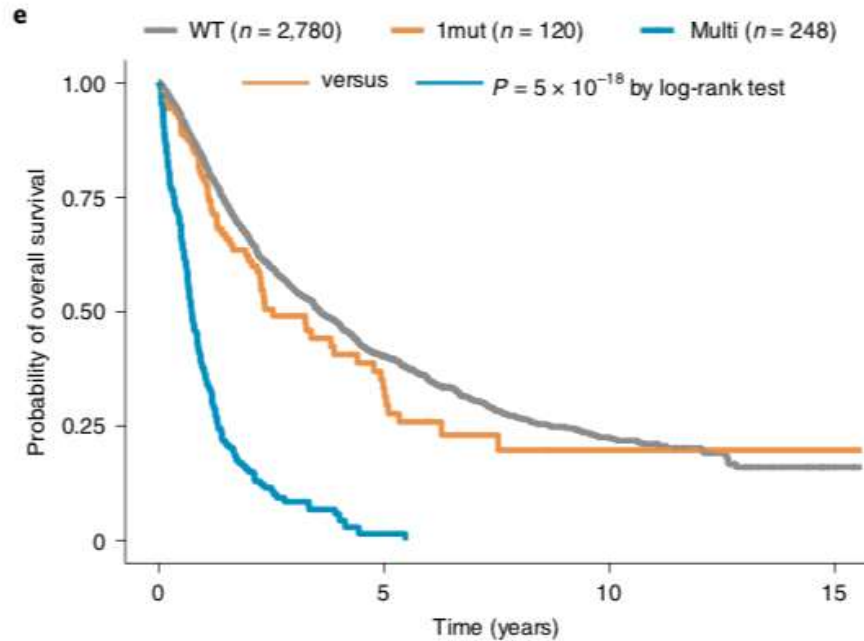 e
WT (n = 2,780) 1mut (n = 120) Multi (n = 248)
versus P = 5 × 10⁻¹⁸ by log-rank test
Probability of overall survival
1.00
0.75
0.50
0.25
0
0 5 10 15
Time (years)